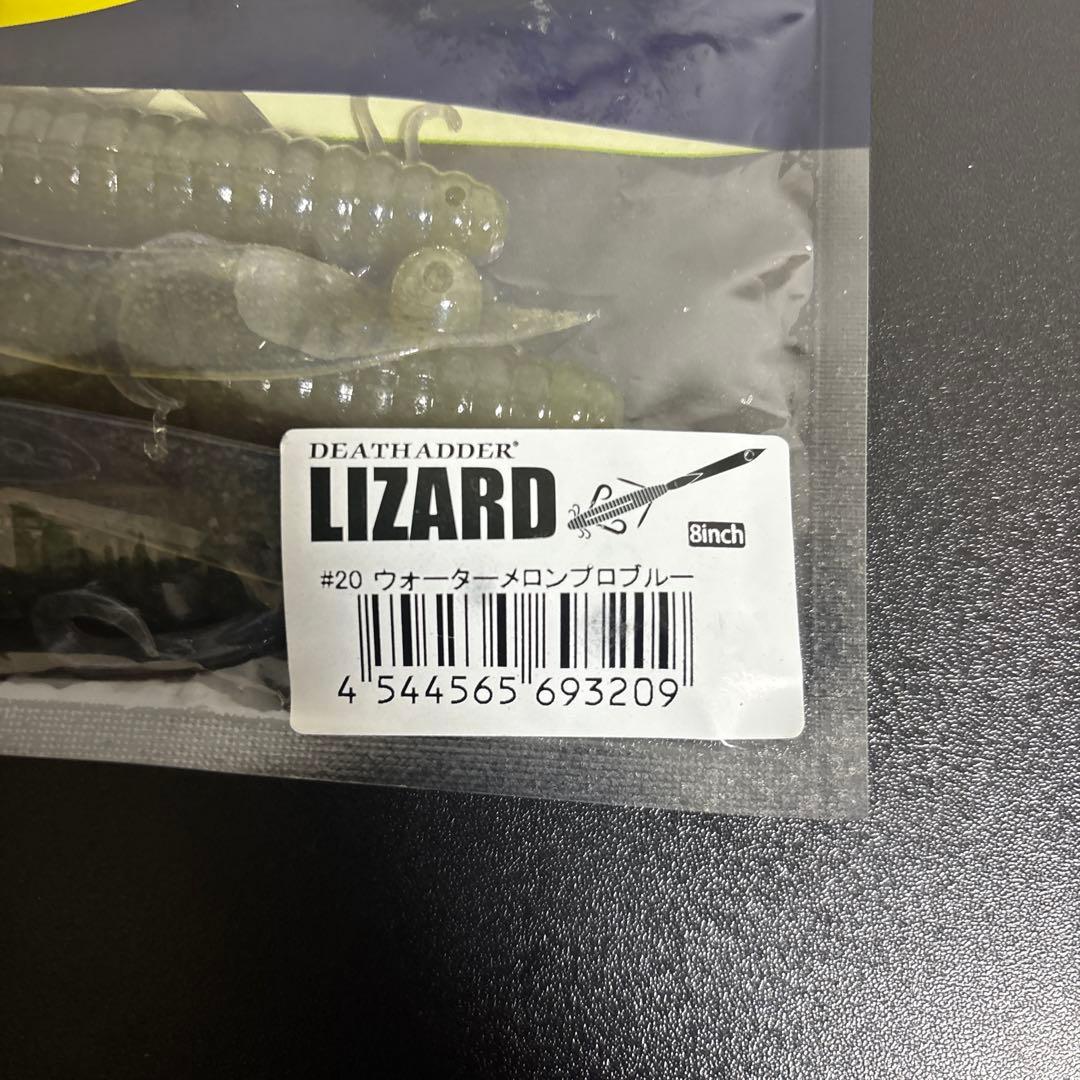 DEATHADDER®
LIZARD
8inch
#20 ウォーターメロンプロブルー
4 544565 693209